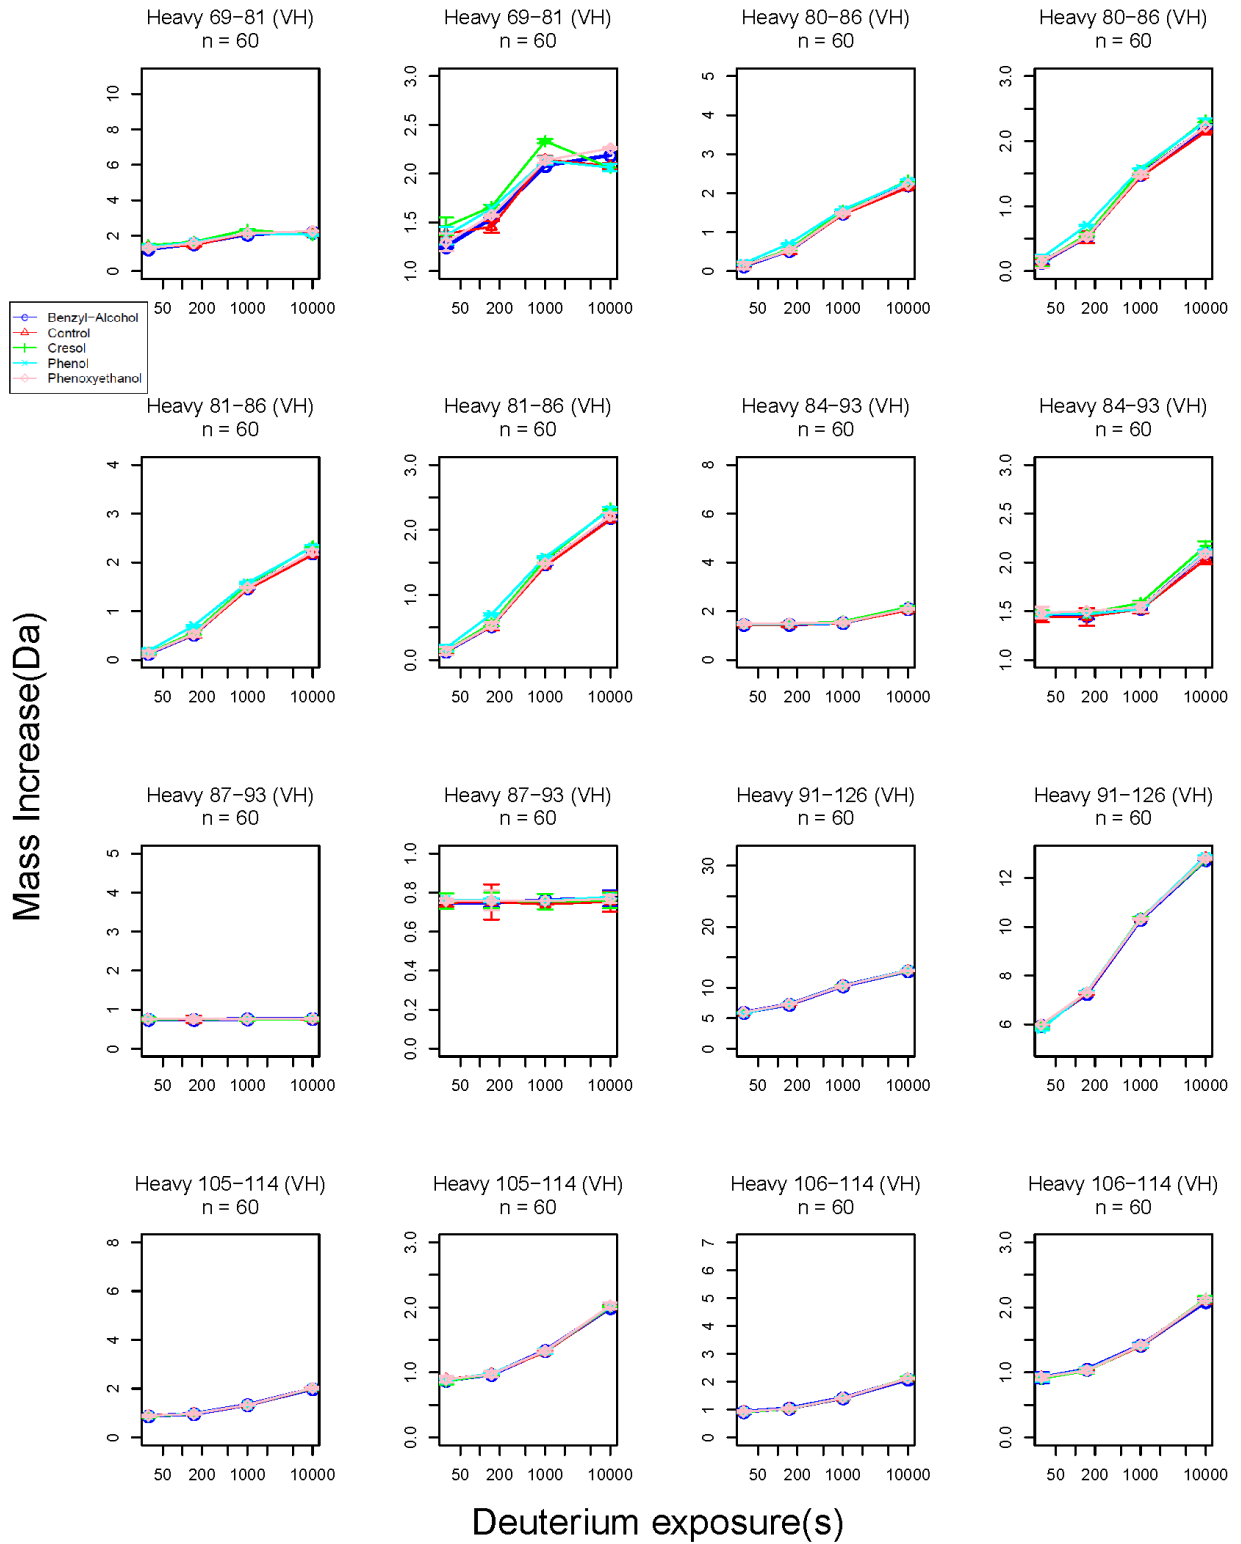 Heavy 69−81 (VH)
n = 60
Heavy 69−81 (VH)
n = 60
Heavy 80−86 (VH)
n = 60
Heavy 80−86 (VH)
n = 60
0 2 4 6 8 10
50 200 1000 10000
1.0 1.5 2.0 2.5 3.0
50 200 1000 10000
0 1 2 3 4 5
50 200 1000 10000
0.0 1.0 2.0 3.0
50 200 1000 10000
Benzyl−Alcohol
Control
Cresol
Phenol
Phenoxyethanol
Heavy 81−86 (VH)
n = 60
Heavy 81−86 (VH)
n = 60
Heavy 84−93 (VH)
n = 60
Heavy 84−93 (VH)
n = 60
0 1 2 3 4
50 200 1000 10000
0.0 1.0 2.0 3.0
50 200 1000 10000
0 2 4 6 8
50 200 1000 10000
1.0 1.5 2.0 2.5 3.0
50 200 1000 10000
Mass Increase(Da)
Heavy 87−93 (VH)
n = 60
Heavy 87−93 (VH)
n = 60
Heavy 91−126 (VH)
n = 60
Heavy 91−126 (VH)
n = 60
0 1 2 3 4 5
50 200 1000 10000
0.0 0.2 0.4 0.6 0.8 1.0
50 200 1000 10000
0 5 10 20 30
50 200 1000 10000
6 8 10 12
50 200 1000 10000
Heavy 105−114 (VH)
n = 60
Heavy 105−114 (VH)
n = 60
Heavy 106−114 (VH)
n = 60
Heavy 106−114 (VH)
n = 60
0 2 4 6 8
50 200 1000 10000
0.0 1.0 2.0 3.0
50 200 1000 10000
0 1 2 3 4 5 6 7
50 200 1000 10000
0.0 1.0 2.0 3.0
50 200 1000 10000
Deuterium exposure(s)